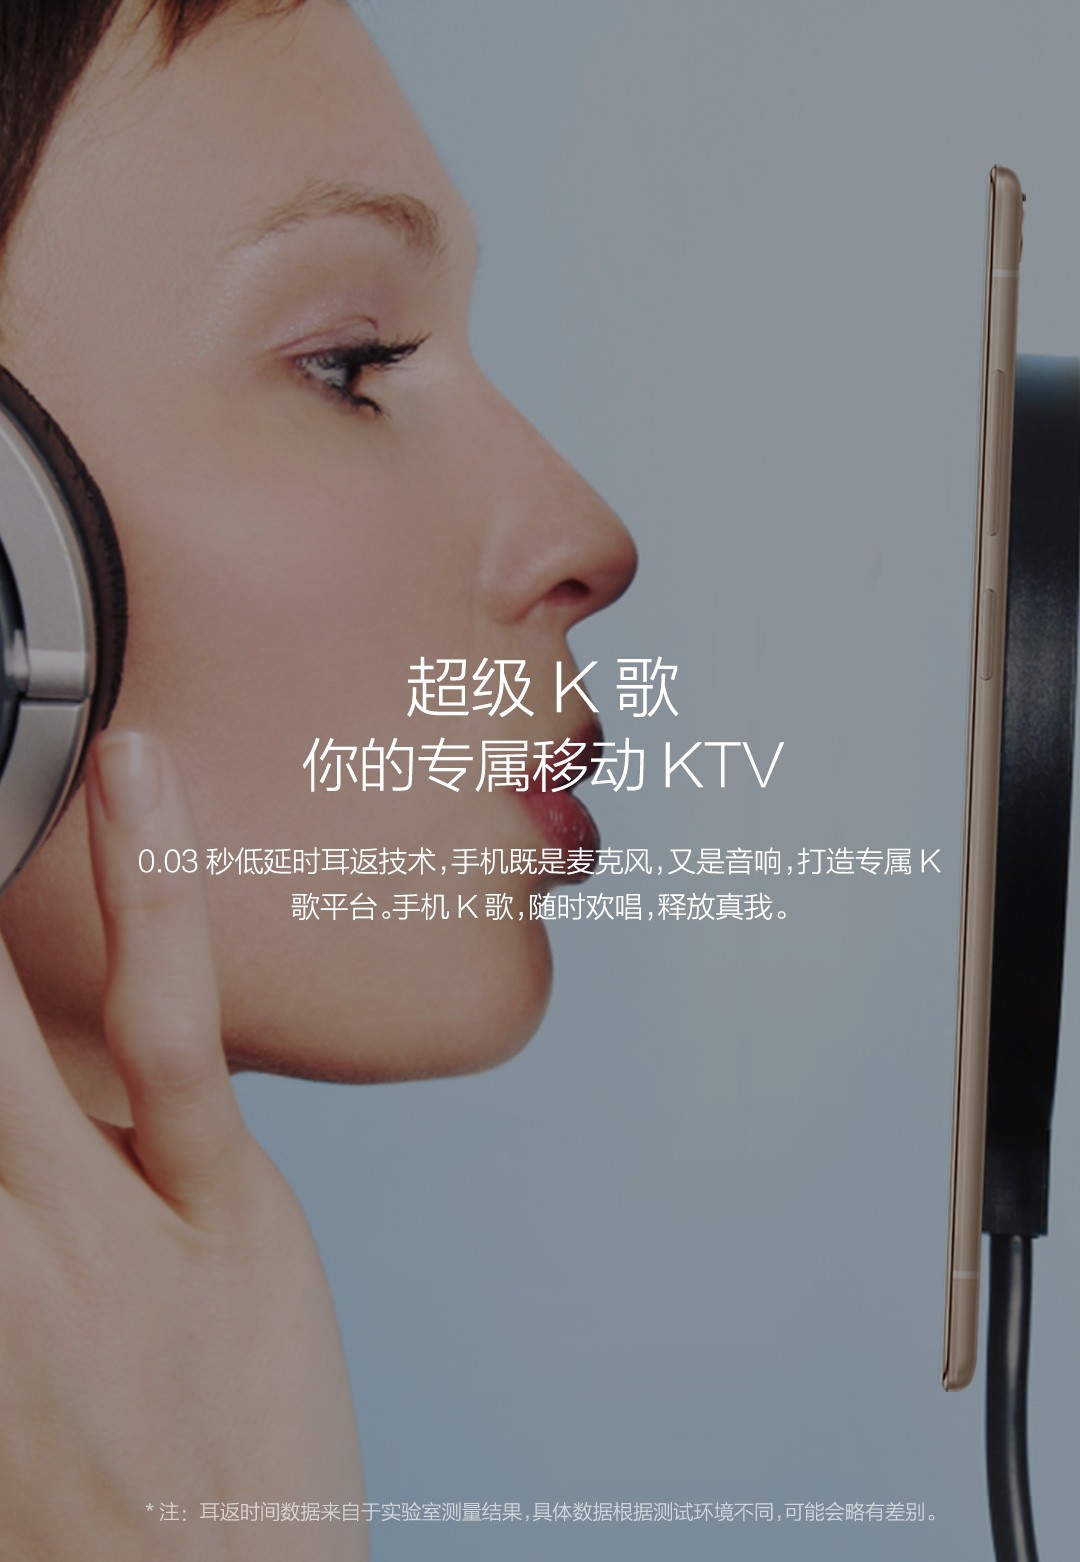 超级 K 歌
你的专属移动 KTV
0.03 秒低延时耳返技术,手机既是麦克风,又是音响,打造专属 K
歌平台。手机 K 歌,随时欢唱,释放真我。
* 注: 耳返时间数据来自于实验室测量结果,具体数据根据测试环境不同,可能会略有差别。